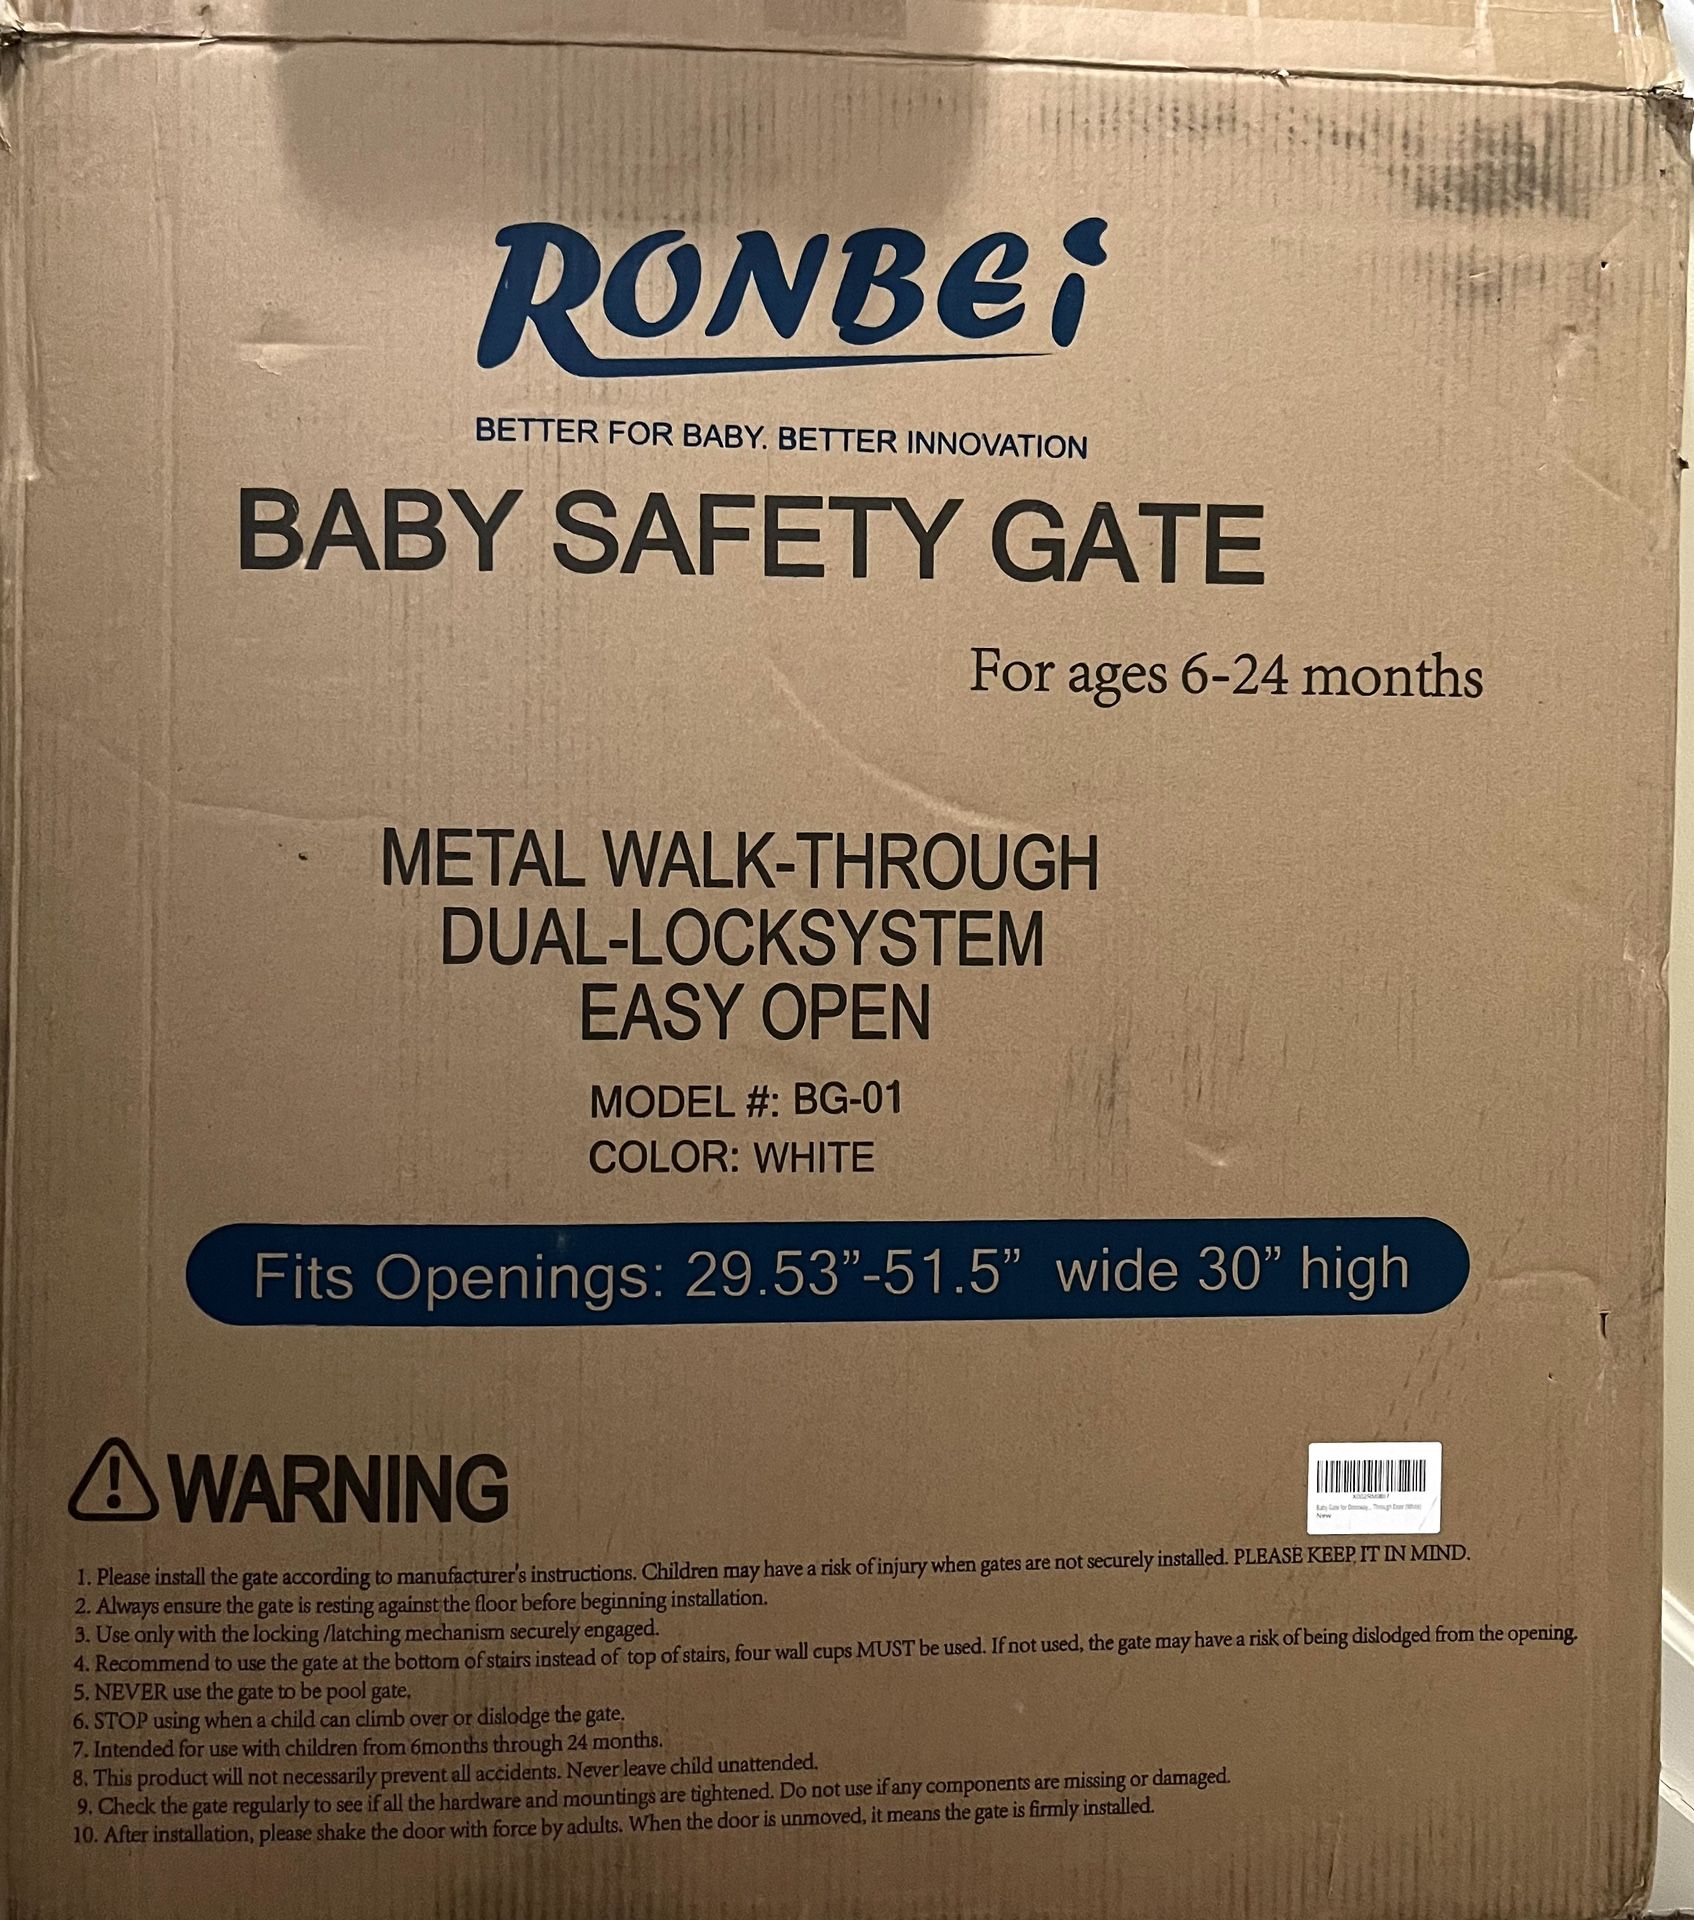 RONBEi
BETTER FOR BABY. BETTER INNOVATION
BABY SAFETY GATE
For ages 6-24 months
METAL WALK-THROUGH
DUAL-LOCKSYSTEM
EASY OPEN
MODEL #: BG-01
COLOR: WHITE
Fits Openings: 29.53”-51.5” wide 30” high
WARNING
Baby Gate for Doorway... Through Door (White)
New
1. Please install the gate according to manufacturer's instructions. Children may have a risk of injury when gates are not securely installed. PLEASE KEEP IT IN MIND.
2. Always ensure the gate is resting against the floor before beginning installation.
3. Use only with the locking /latching mechanism securely engaged.
4. Recommend to use the gate at the bottom of stairs instead of top of stairs, four wall cups MUST be used. If not used, the gate may have a risk of being dislodged from the opening.
5. NEVER use the gate to be pool gate.
6. STOP using when a child can climb over or dislodge the gate.
7. Intended for use with children from 6months through 24 months.
8. This product will not necessarily prevent all accidents. Never leave child unattended.
9. Check the gate regularly to see if all the hardware and mountings are tightened. Do not use if any components are missing or damaged.
10. After installation, please shake the door with force by adults. When the door is unmoved, it means the gate is firmly installed.